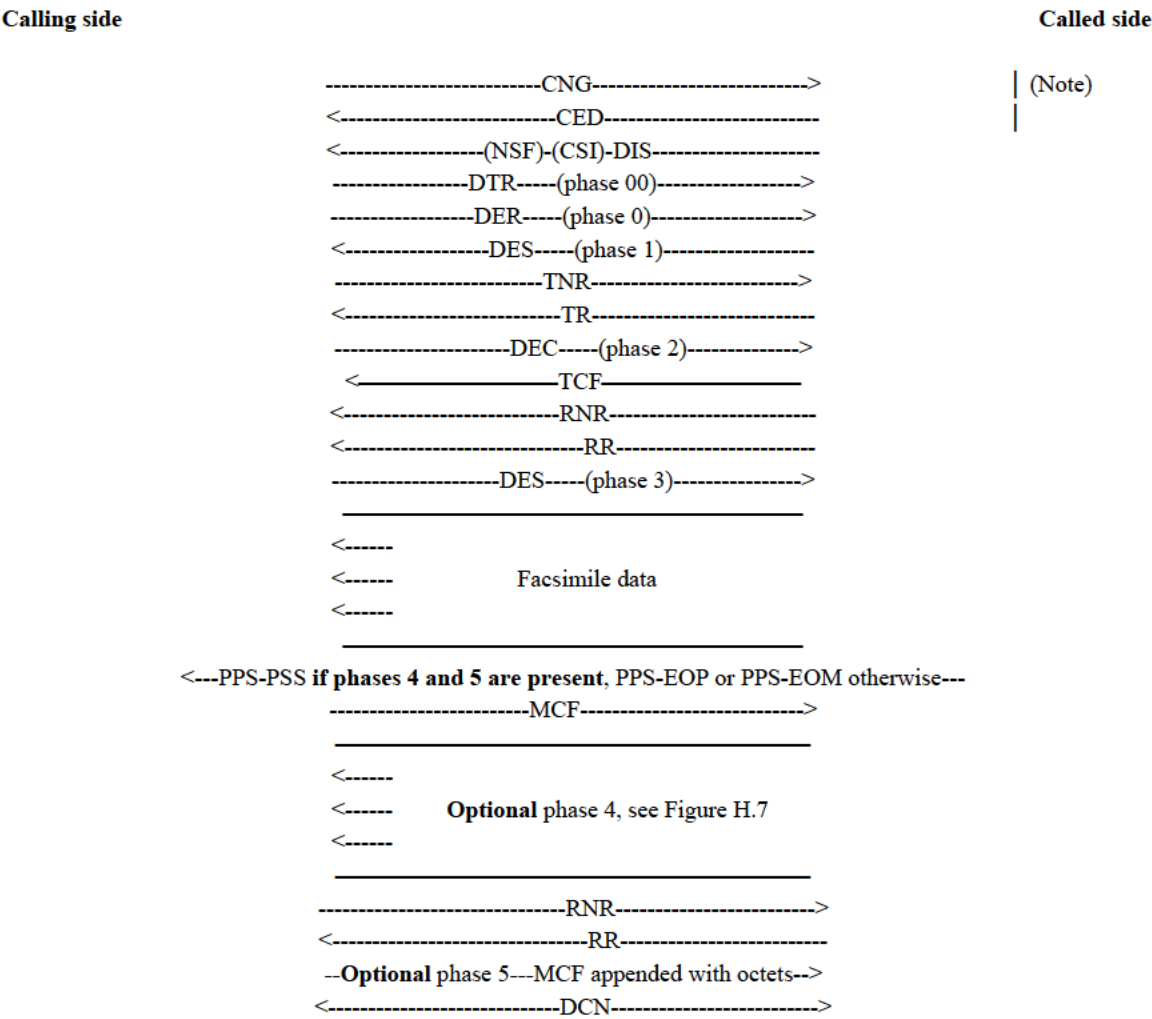 Calling side Called side
---------------------------CNG---------------------------> | (Note)
<---------------------------CED--------------------------- |
<------------------(NSF)-(CSI)-DIS---------------------
-----------------DTR-----(phase 00)------------------>
------------------DER-----(phase 0)------------------->
<------------------DES-----(phase 1)-------------------
--------------------------TNR-------------------------->
<---------------------------TR----------------------------
----------------------DEC-----(phase 2)-------------->
<TCF
<---------------------------RNR--------------------------
<------------------------------RR-------------------------
---------------------DES-----(phase 3)---------------->
<------
<------ Facsimile data
<------
<---PPS-PSS if phases 4 and 5 are present, PPS-EOP or PPS-EOM otherwise---
-------------------------MCF---------------------------->
<------
<------ Optional phase 4, see Figure H.7
<------
-------------------------------RNR------------------------->
<--------------------------------RR--------------------------
--Optional phase 5---MCF appended with octets-->
<-----------------------------DCN-------------------------->